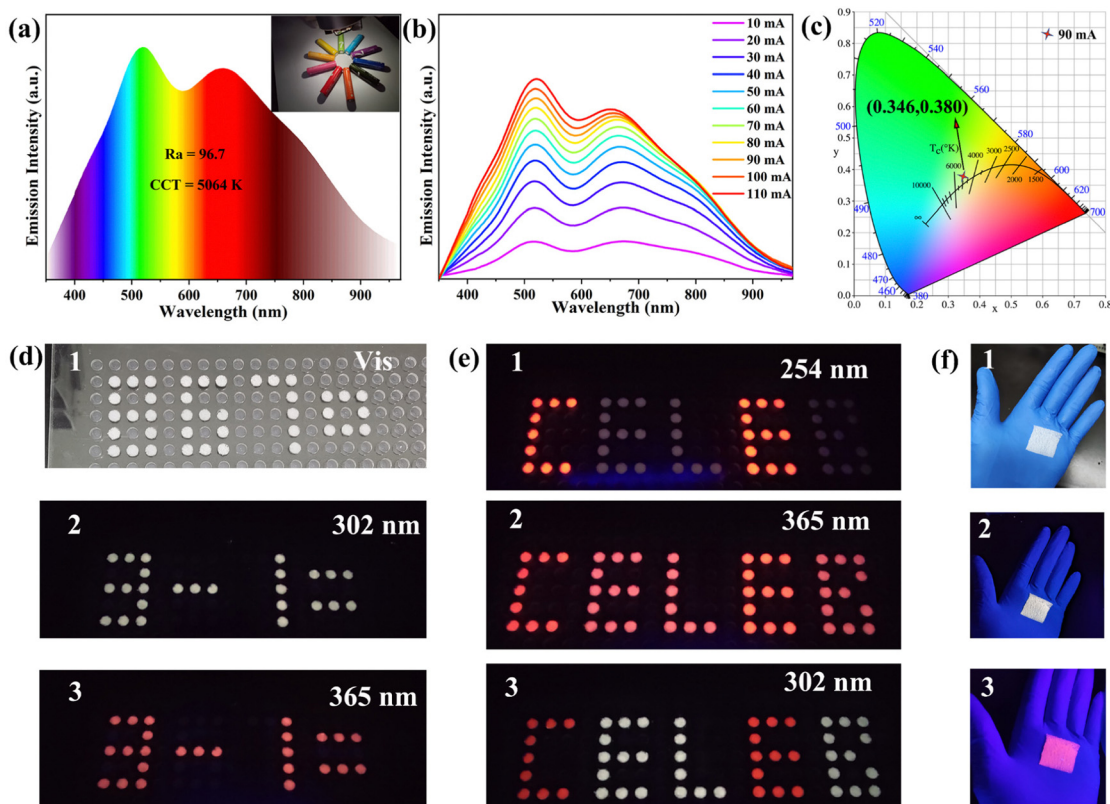 (a)
Emission Intensity (a.u.)
Ra = 96.7
CCT = 5064 K
400 500 600 700 800 900
Wavelength (nm)
(b)
Emission Intensity (a.u.)
10 mA
20 mA
30 mA
40 mA
50 mA
60 mA
70 mA
80 mA
90 mA
100 mA
110 mA
400 500 600 700 800 900
Wavelength (nm)
(c)
90 mA
0.9
0.8
0.7
0.6
0.5
y
0.4
0.3
0.2
0.1
0.0
520
540
560
500
(0.346,0.380)
580
Tc(°K)
4000 3000 2500
6000
600
10000
2000 1500
620
490
∞
700
480
470
460
380
0.0 0.1 0.2 0.3 0.4 0.5 0.6 0.7 0.8
x
(d)
1 Vis
2 302 nm
3 - 1 =
3 365 nm
3 - 1 =
(e)
1 254 nm
C E L E B
2 365 nm
C E L E B
3 302 nm
C E L E B
(f)
1
2
3